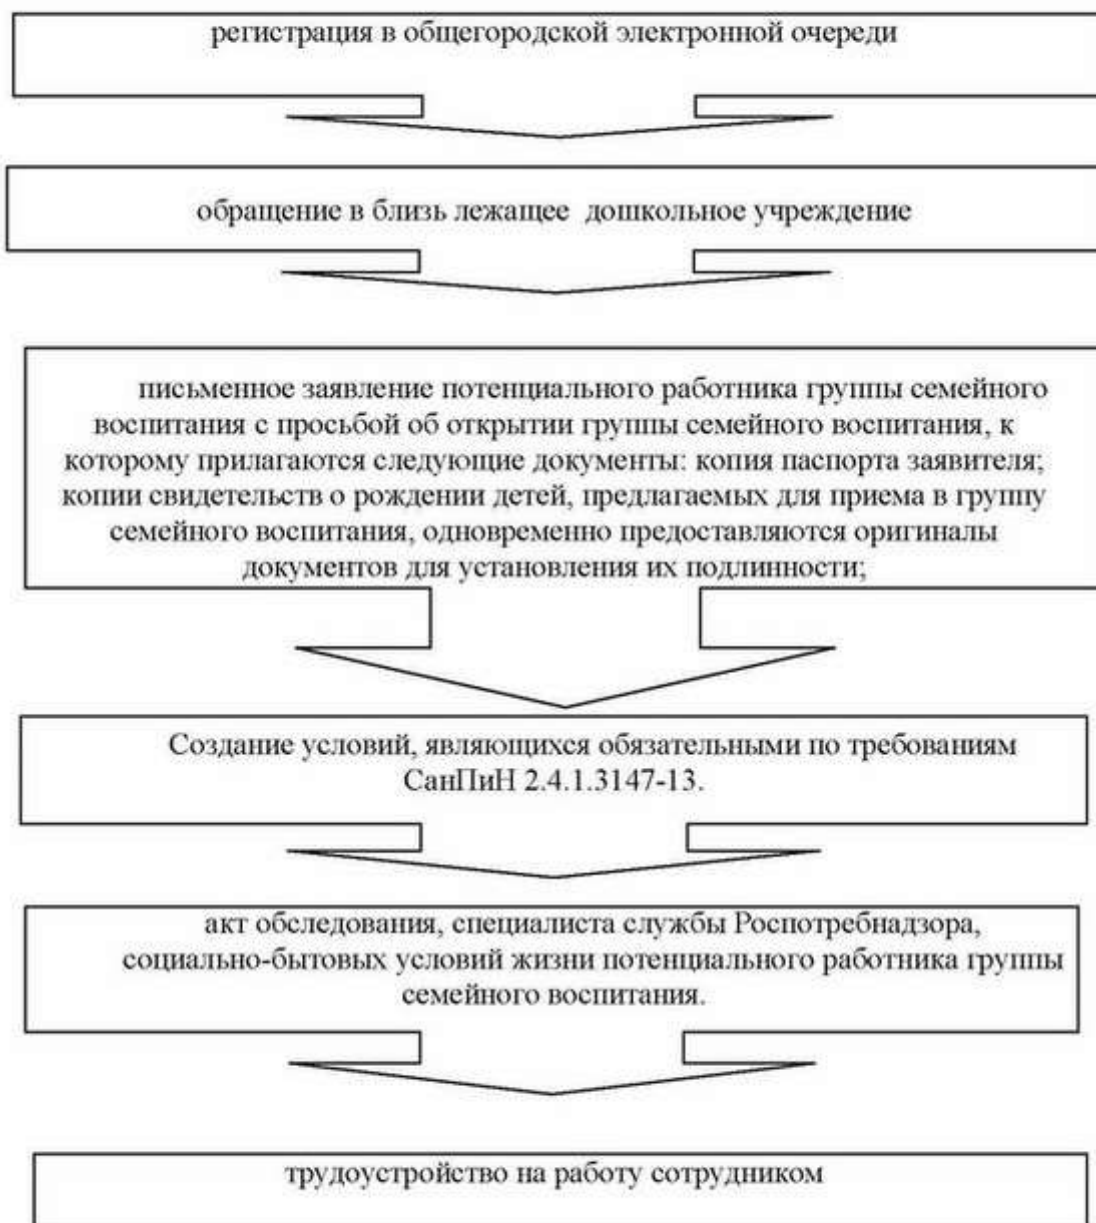 регистрация в общегородской электронной очереди
обращение в близь лежащее дошкольное учреждение
письменное заявление потенциального работника группы семейного
воспитания с просьбой об открытии группы семейного воспитания, к
которому прилагаются следующие документы: копия паспорта заявителя;
копии свидетельств о рождении детей, предлагаемых для приема в группу
семейного воспитания, одновременно предоставляются оригиналы
документов для установления их подлинности;
Создание условий, являющихся обязательными по требованиям
СанПиН 2.4.1.3147-13.
акт обследования, специалиста службы Роспотребнадзора,
социально-бытовых условий жизни потенциального работника группы
семейного воспитания.
трудоустройство на работу сотрудником